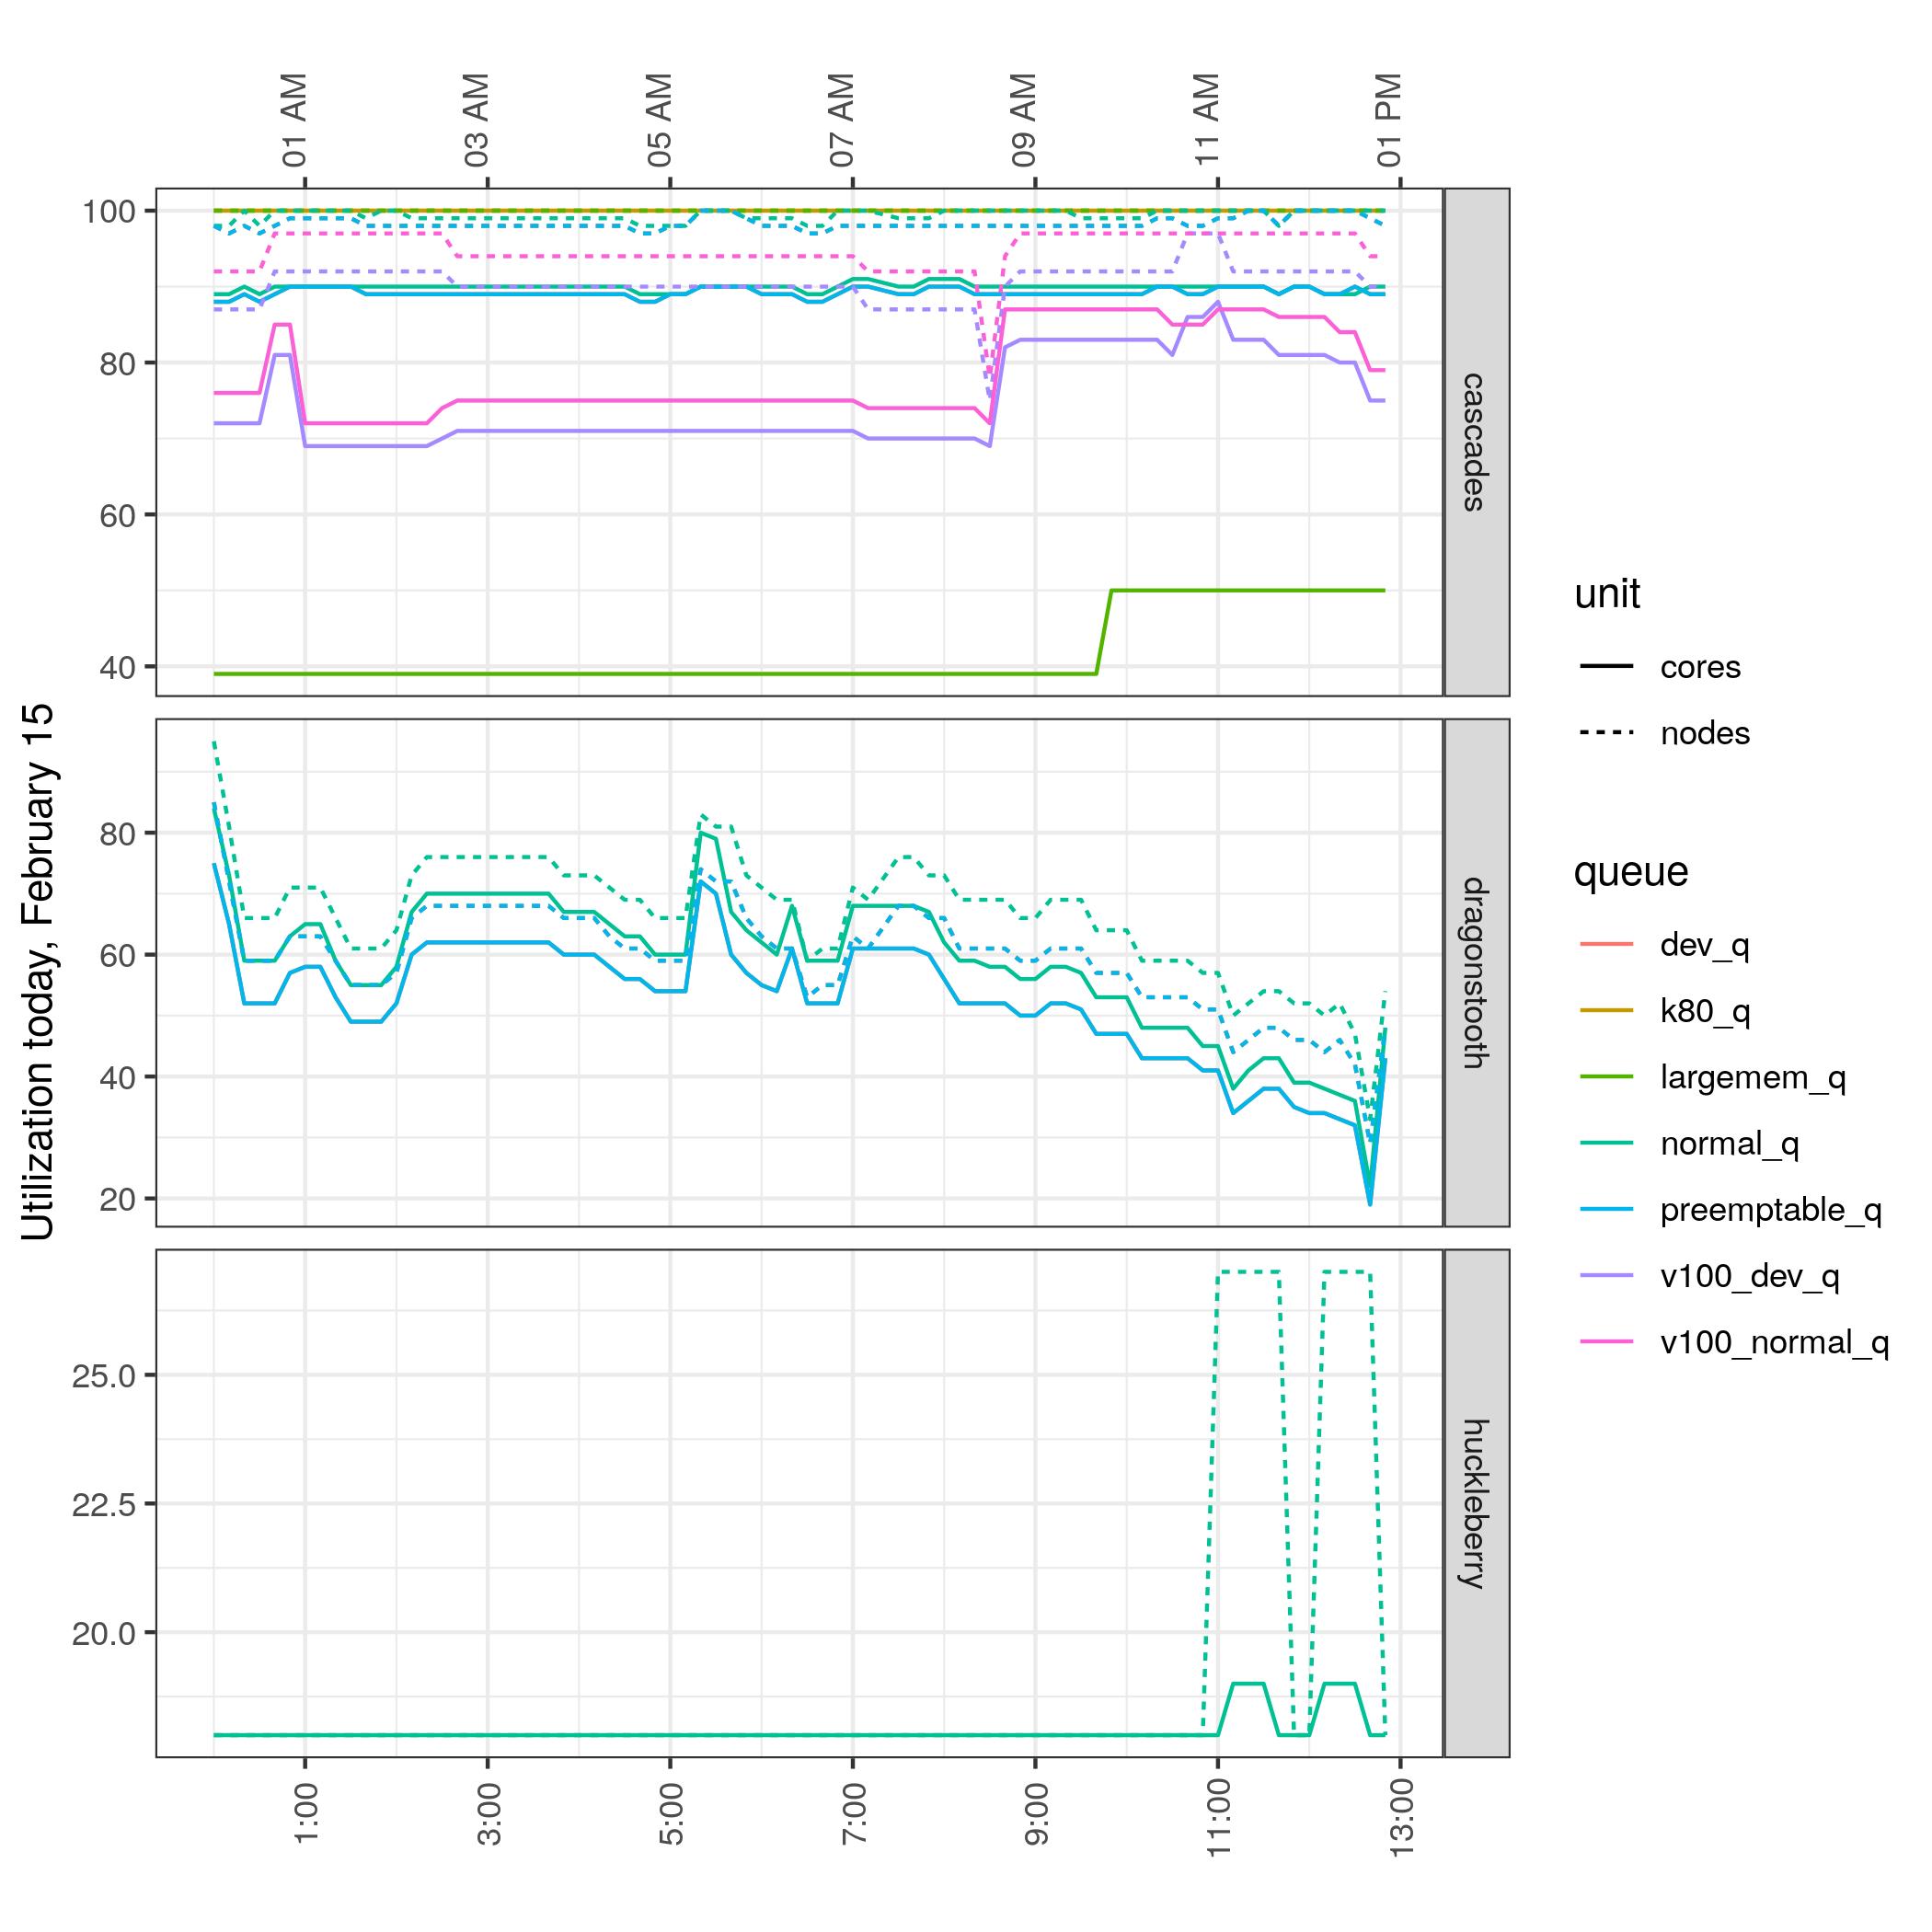 01 AM
03 AM
05 AM
07 AM
09 AM
11 AM
01 PM
Utilization today, February 15
100
80
60
40
cascades
80
60
40
20
dragonstooth
25.0
22.5
20.0
huckleberry
1:00
3:00
5:00
7:00
9:00
11:00
13:00
unit
cores
nodes
queue
dev_q
k80_q
largemem_q
normal_q
preemptable_q
v100_dev_q
v100_normal_q